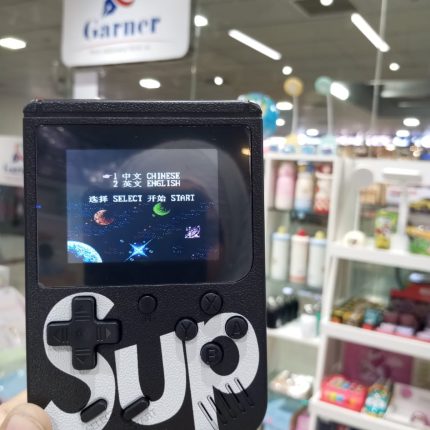 Garner
1 中文 CHINESE
2 英文 ENGLISH
选择 SELECT 开始 START
X
Y
A
B
Sup